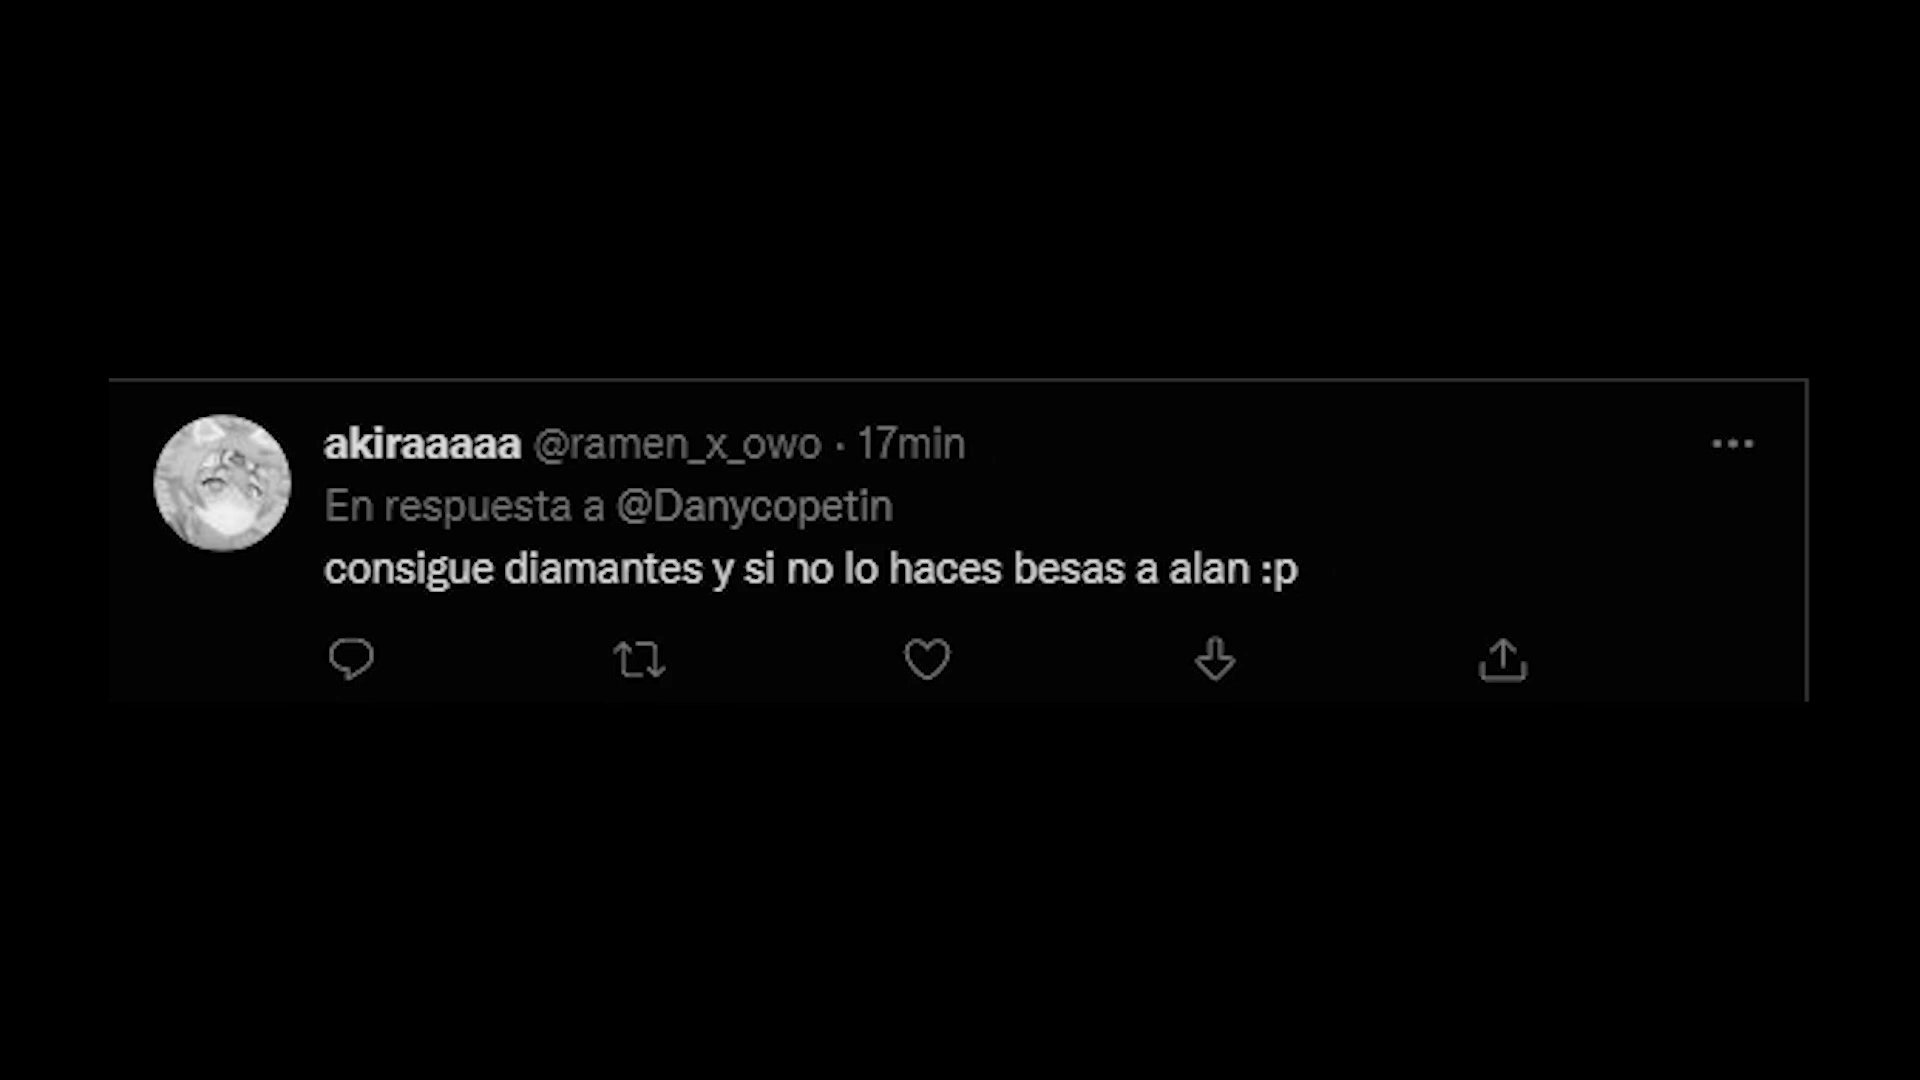 akiraaaaa @ramen_x_owo · 17min
En respuesta a @Danycopetin
consigue diamantes y si no lo haces besas a alan :p